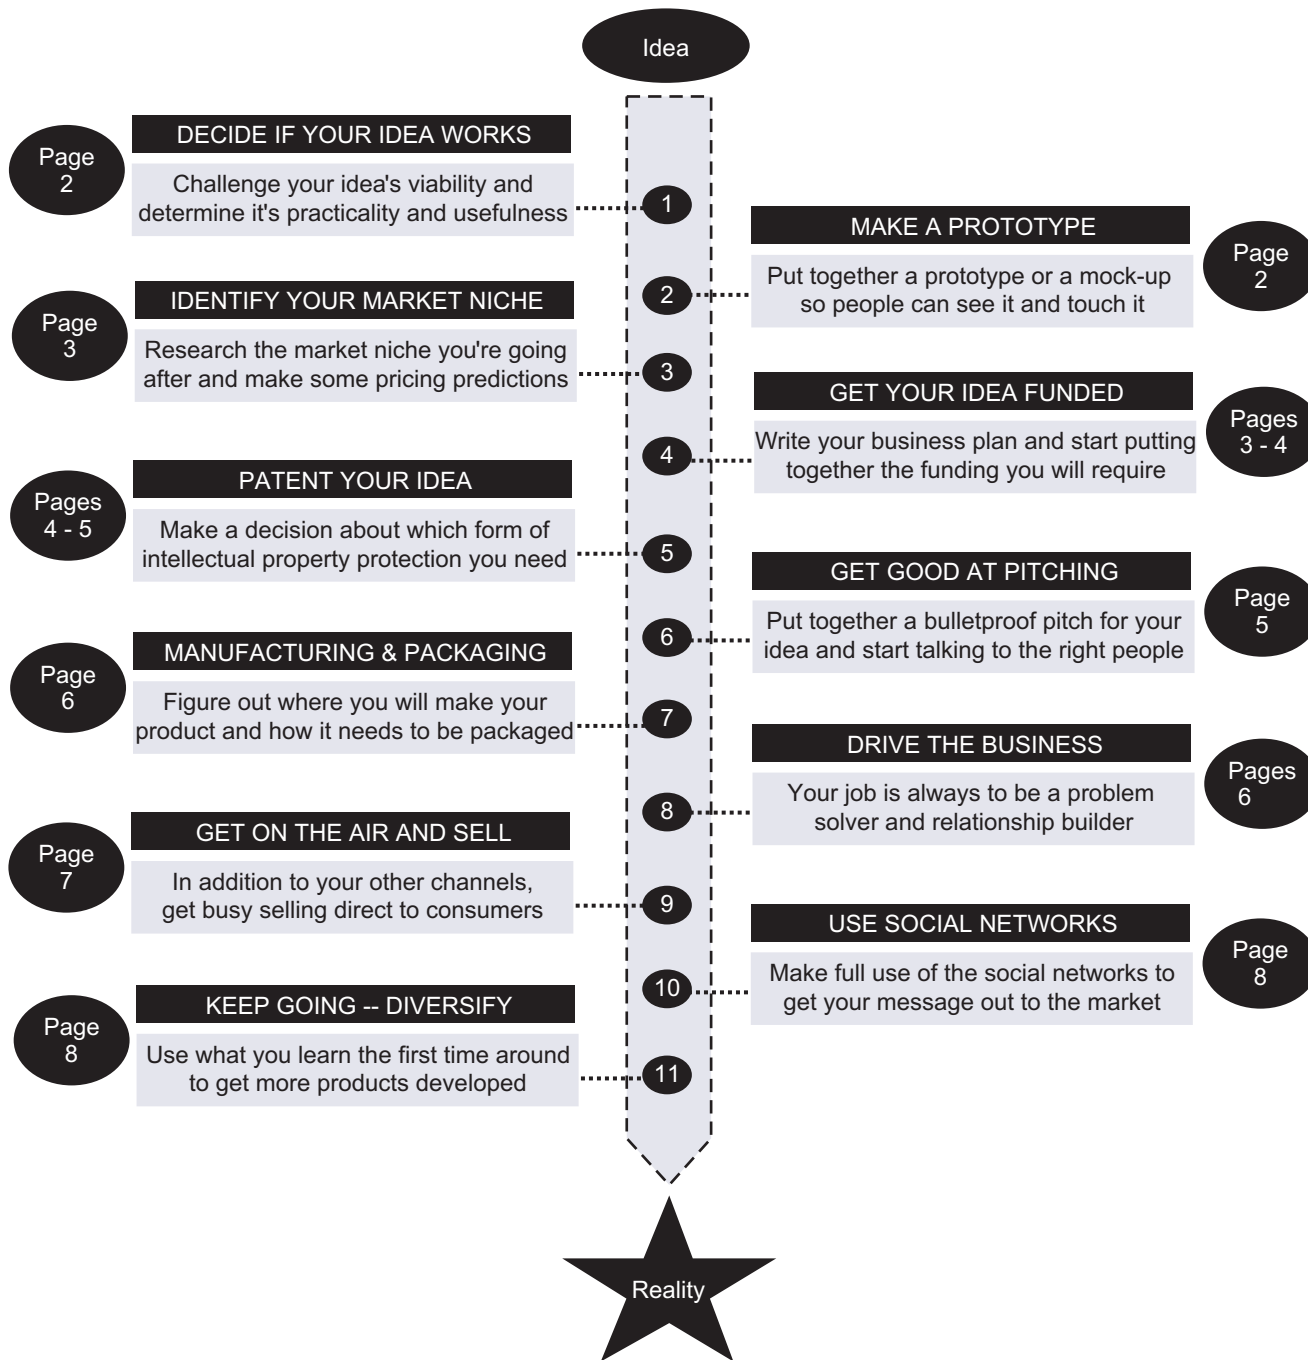 Idea
Page
2
DECIDE IF YOUR IDEA WORKS
Challenge your idea's viability and
determine it's practicality and usefulness
1
MAKE A PROTOTYPE
Put together a prototype or a mock-up
so people can see it and touch it
2
Page
2
Page
3
IDENTIFY YOUR MARKET NICHE
Research the market niche you're going
after and make some pricing predictions
3
GET YOUR IDEA FUNDED
Write your business plan and start putting
together the funding you will require
4
Pages
3 - 4
Pages
4 - 5
PATENT YOUR IDEA
Make a decision about which form of
intellectual property protection you need
5
GET GOOD AT PITCHING
Put together a bulletproof pitch for your
idea and start talking to the right people
6
Page
5
Page
6
MANUFACTURING & PACKAGING
Figure out where you will make your
product and how it needs to be packaged
7
DRIVE THE BUSINESS
Your job is always to be a problem
solver and relationship builder
8
Pages
6
Page
7
GET ON THE AIR AND SELL
In addition to your other channels,
get busy selling direct to consumers
9
USE SOCIAL NETWORKS
Make full use of the social networks to
get your message out to the market
10
Page
8
Page
8
KEEP GOING -- DIVERSIFY
Use what you learn the first time around
to get more products developed
11
Reality